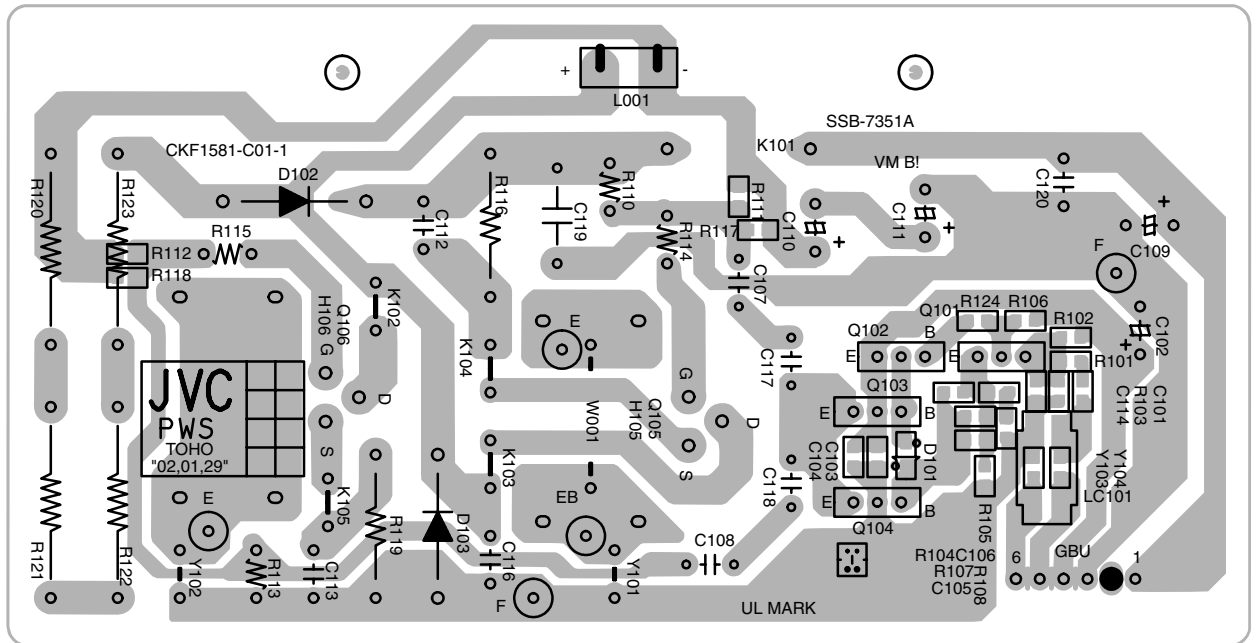 + -
L001
SSB-7351A
K101
CKF1581-C01-1
VM B!
D102
R120
R123
R116
R110
R111
C120
R115
C112
C119
R114
R117
C110
+
C111
+
+
C109
R112
R118
F
C107
K102
Q106
H106
G
E
Q101
R124 R106
C102
+
Q102
B
R102
K104
C117
E
E
R101
JVC
PWS
TOHO
"02,01,29"
G
D
W001
Q105
H105
D
Q103
E
B
C101
R103
C114
S
S
K103
C103
C104
D101
Y104
Y103
LC101
K105
E
EB
C118
E
B
R105
R119
D103
Q104
R121
R122
Y102
R113
C113
C116
Y101
C108
R104C106
R107
C105
R108
6
GBU
1
F
UL MARK